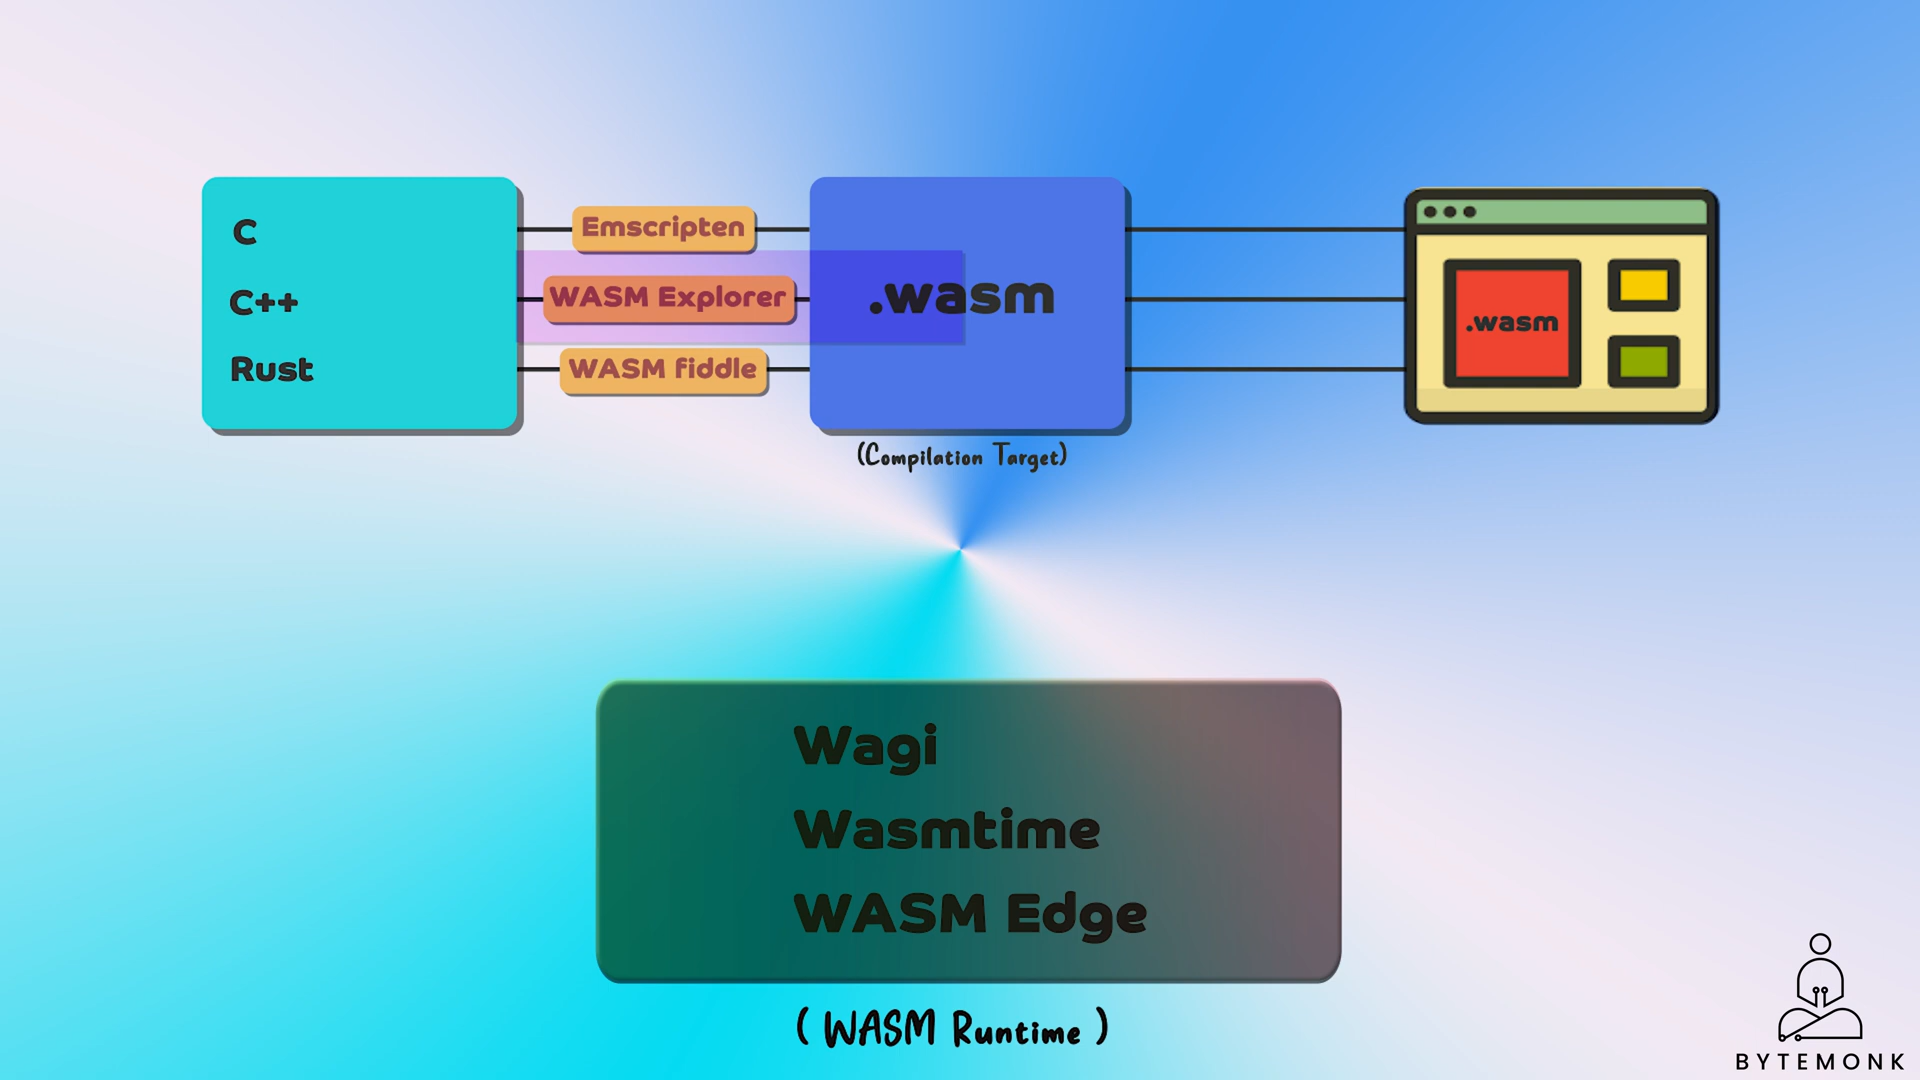 C
C++
Rust
Emscripten
WASM Explorer
WASM fiddle
.wasm
(Compilation Target)
.wasm
Wagi
Wasmtime
WASM Edge
( WASM Runtime )
BYTEMONK